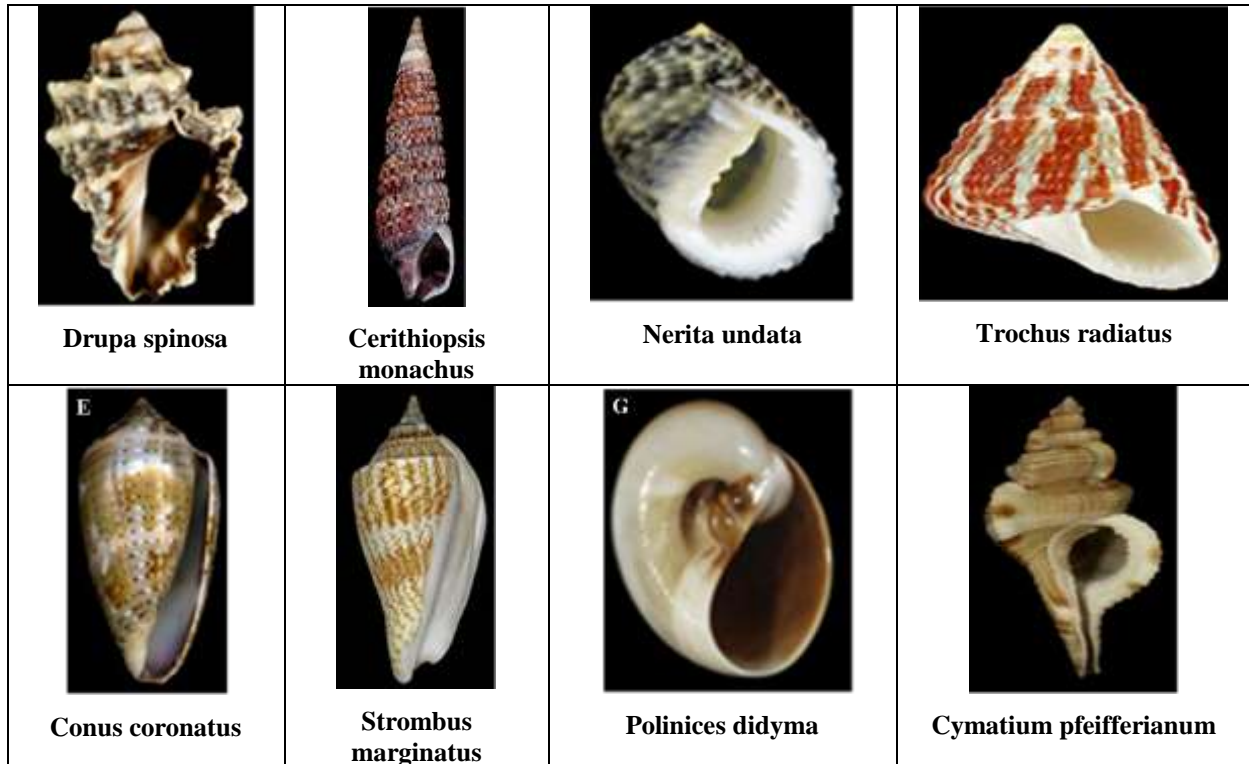 Drupa spinosa
Cerithiopsis
monachus
Nerita undata
Trochus radiatus
E
Conus coronatus
Strombus
marginatus
G
Polinices didyma
Cymatium pfeifferianum